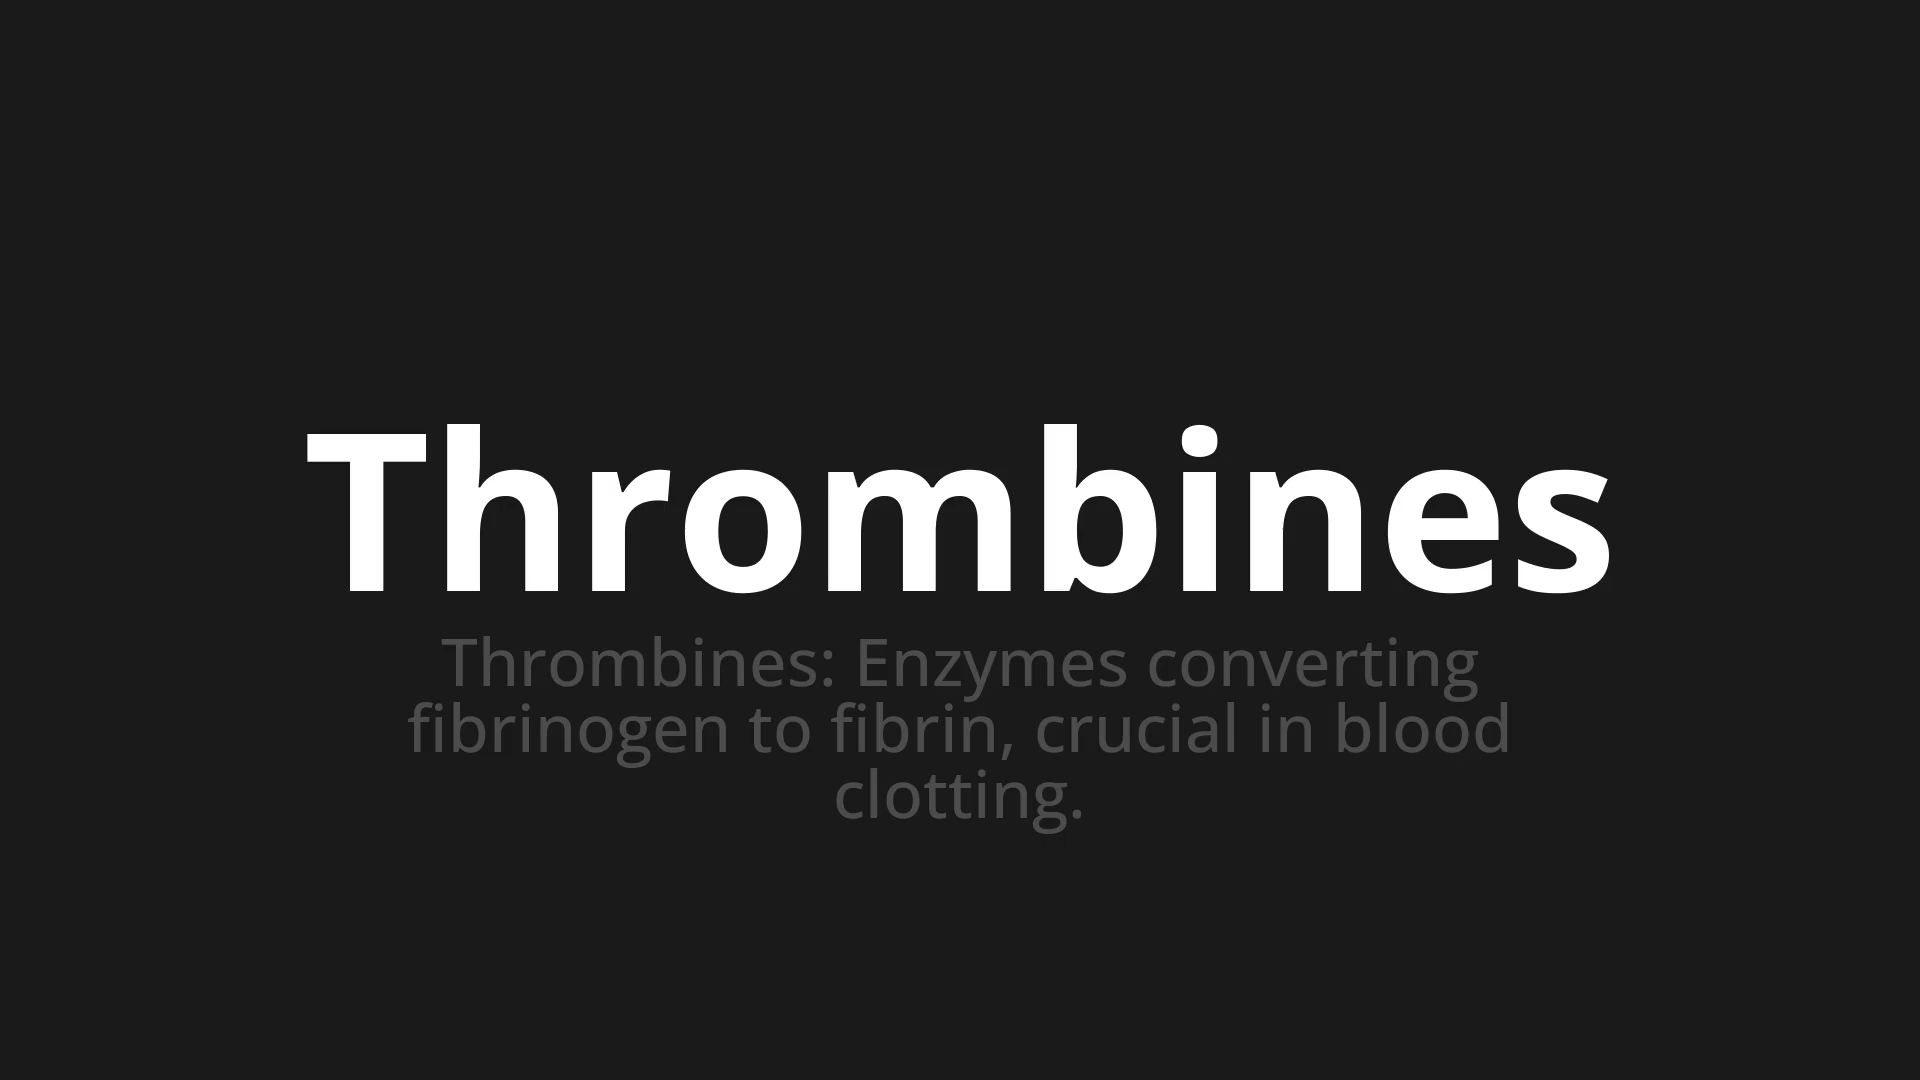 Thrombines
Thrombines: Enzymes converting
fibrinogen to fibrin, crucial in blood
clotting.